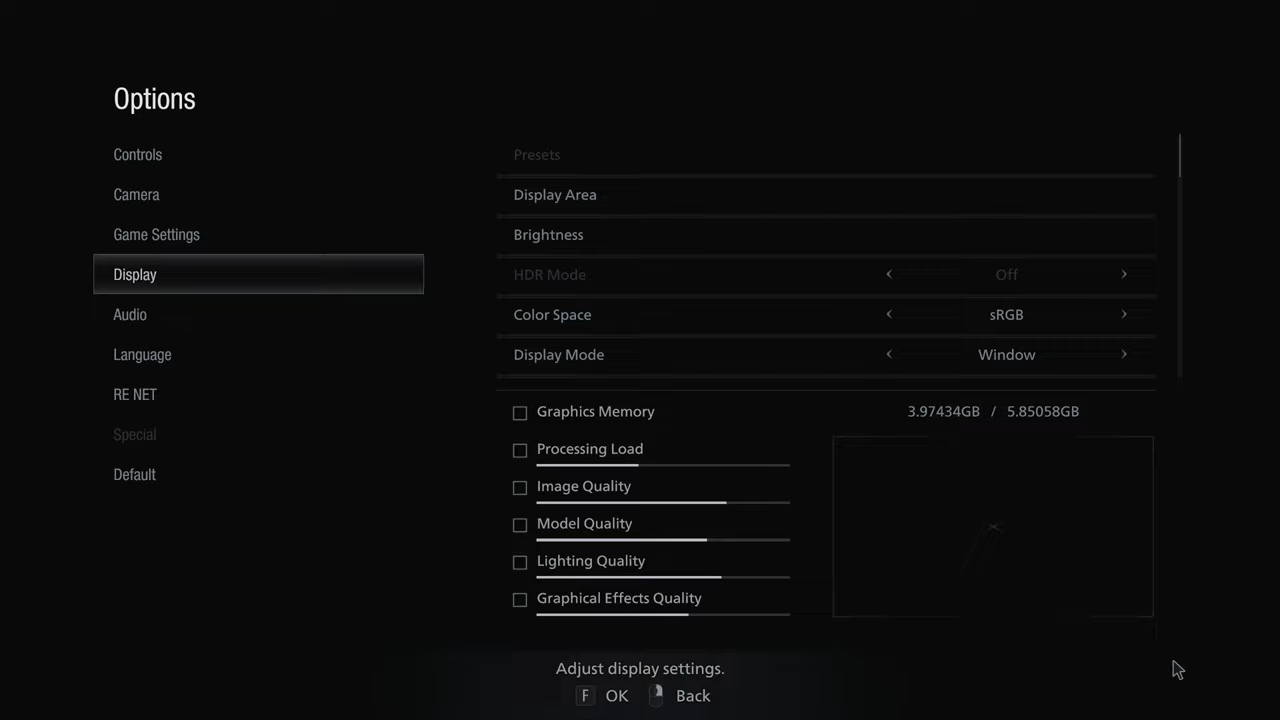 Options
Controls
Camera
Game Settings
Display
Audio
Language
RE NET
Special
Default
Presets
Display Area
Brightness
HDR Mode Off
Color Space sRGB
Display Mode Window
Graphics Memory 3.97434GB / 5.85058GB
Processing Load
Image Quality
Model Quality
Lighting Quality
Graphical Effects Quality
Adjust display settings.
F OK Back